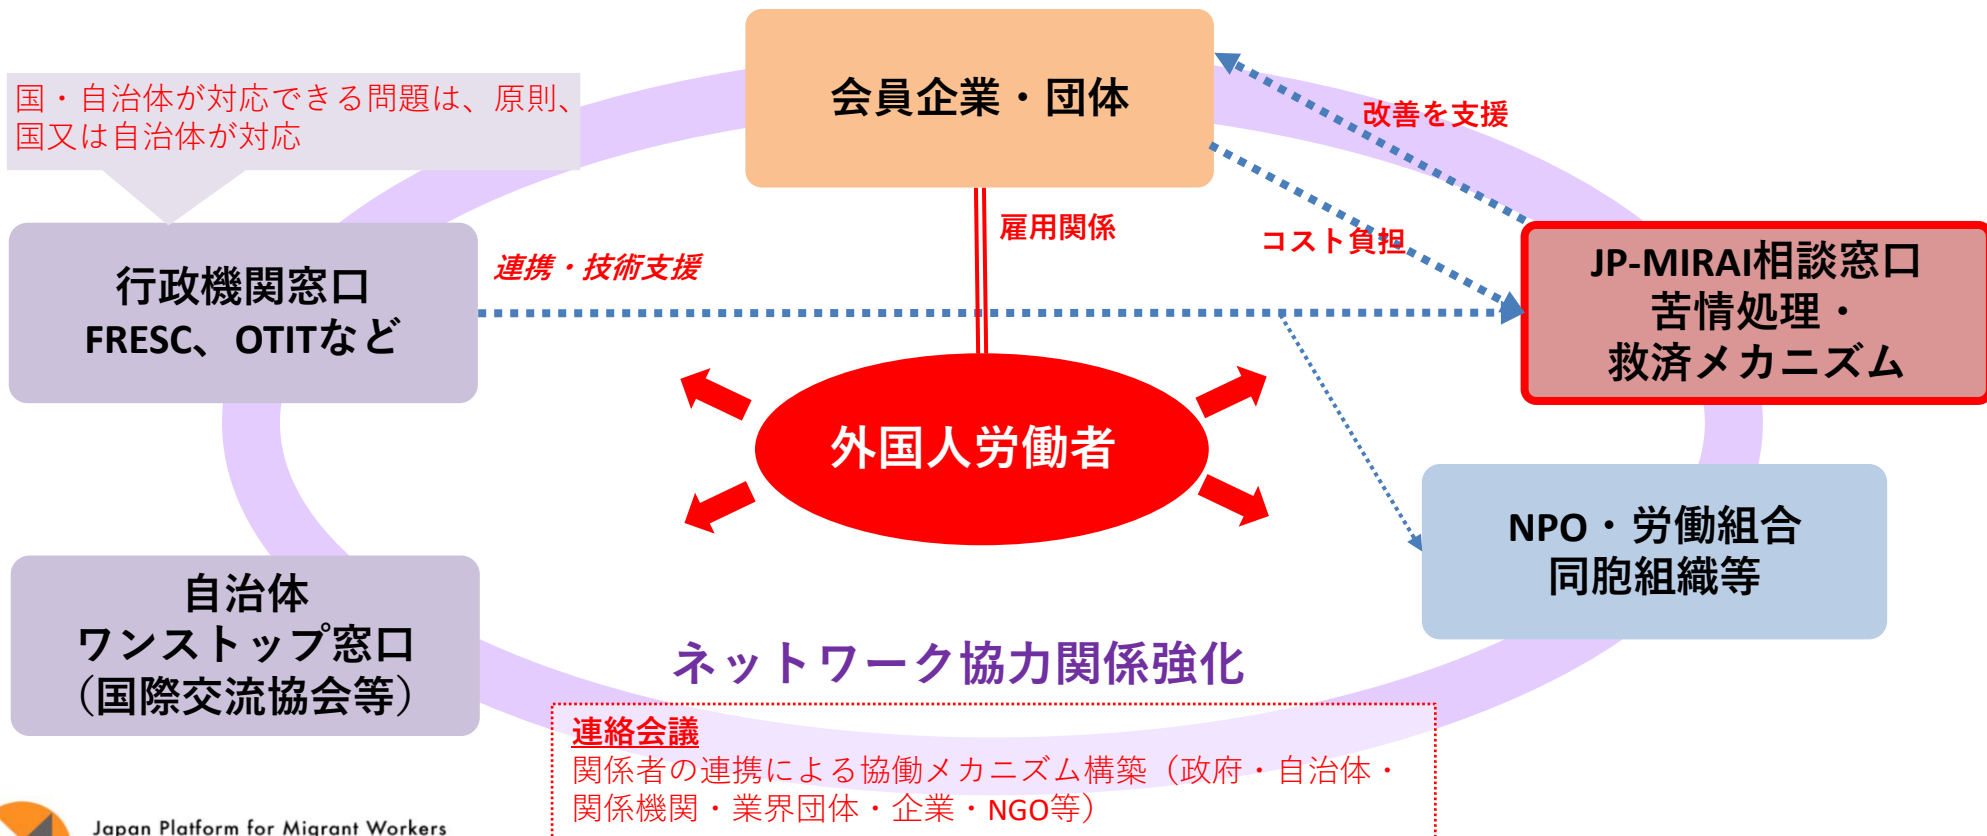 会員企業・団体
国・自治体が対応できる問題は、原則、
国又は自治体が対応
改善を支援
雇用関係
コスト負担
連携・技術支援
行政機関窓口
FRESC、OTITなど
JP-MIRAI相談窓口
苦情処理・
救済メカニズム
外国人労働者
NPO・労働組合
同胞組織等
自治体
ワンストップ窓口
（国際交流協会等）
ネットワーク協力関係強化
連絡会議
関係者の連携による協働メカニズム構築（政府・自治体・
関係機関・業界団体・企業・NGO等）
Japan Platform for Migrant Workers